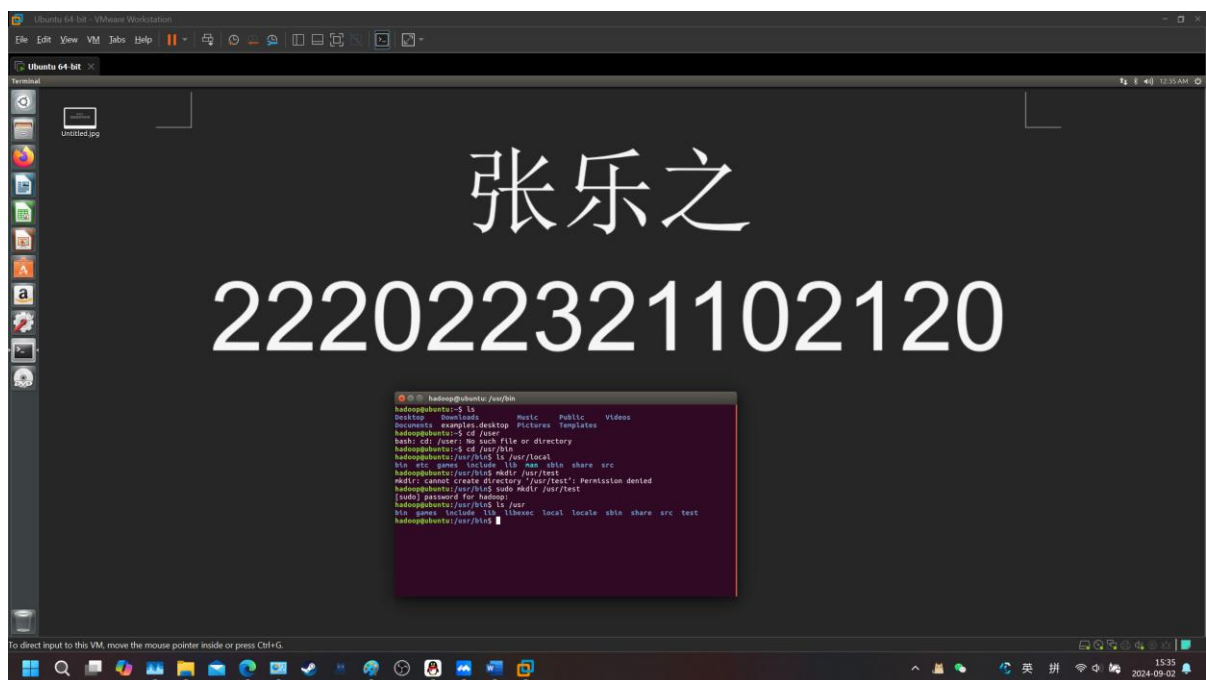 Ubuntu 64-bit - VMware Workstation
File Edit View VM Tabs Help
Ubuntu 64-bit
Terminal
12:35 AM
Untitled.jpg
张乐之
222022321102120
hadoop@ubuntu: /usr/bin
hadoop@ubuntu:~$ ls
Desktop Downloads Music Public Videos
Documents examples.desktop Pictures Templates
hadoop@ubuntu:~$ cd /user
bash: cd: /user: No such file or directory
hadoop@ubuntu:~$ cd /usr/bin
hadoop@ubuntu:/usr/bin$ ls /usr/local
bin etc games include lib man sbin share src
hadoop@ubuntu:/usr/bin$ mkdir /usr/test
mkdir: cannot create directory ‘/usr/test’: Permission denied
hadoop@ubuntu:/usr/bin$ sudo mkdir /usr/test
[sudo] password for hadoop:
hadoop@ubuntu:/usr/bin$ ls /usr
bin games include lib libexec local locale sbin share src test
hadoop@ubuntu:/usr/bin$
To direct input to this VM, move the mouse pointer inside or press Ctrl+G.
英 拼
15:35
2024-09-02